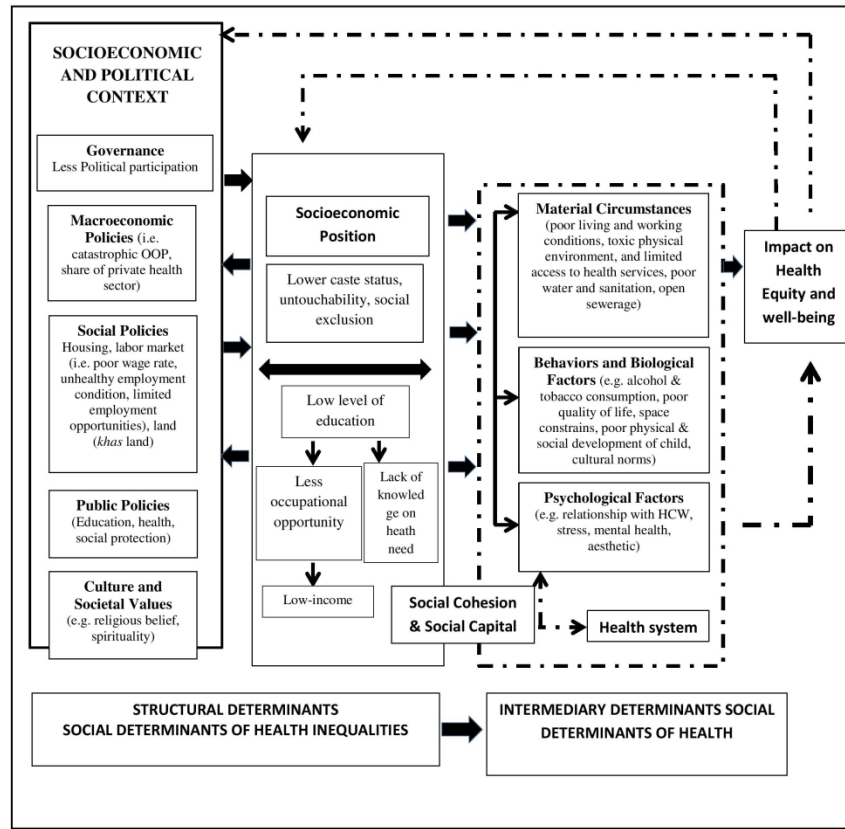 SOCIOECONOMIC
AND POLITICAL
CONTEXT
Governance
Less Political participation
Macroeconomic
Policies (i.e.
catastrophic OOP,
share of private health
sector)
Social Policies
Housing, labor market
(i.e. poor wage rate,
unhealthy employment
condition, limited
employment
opportunities), land
(khas land)
Public Policies
(Education, health,
social protection)
Culture and
Societal Values
(e.g. religious belief,
spirituality)
Socioeconomic
Position
Lower caste status,
untouchability, social
exclusion
Low level of
education
Less
occupational
opportunity
Lack of
knowled
ge on
heath
need
Low-income
Material Circumstances
(poor living and working
conditions, toxic physical
environment, and limited
access to health services, poor
water and sanitation, open
sewerage)
Behaviors and Biological
Factors (e.g. alcohol &
tobacco consumption, poor
quality of life, space
constrains, poor physical &
social development of child,
cultural norms)
Psychological Factors
(e.g. relationship with HCW,
stress, mental health,
aesthetic)
Social Cohesion
& Social Capital
Health system
Impact on
Health
Equity and
well-being
STRUCTURAL DETERMINANTS
SOCIAL DETERMINANTS OF HEALTH INEQUALITIES
INTERMEDIARY DETERMINANTS SOCIAL
DETERMINANTS OF HEALTH